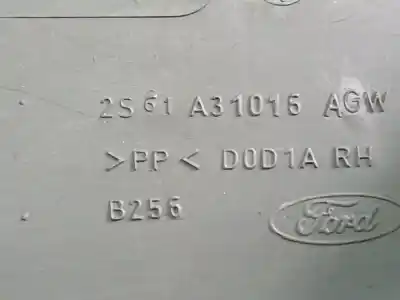 2S61 A31016 AGW
>PP< D0D1A RH
B256
Ford